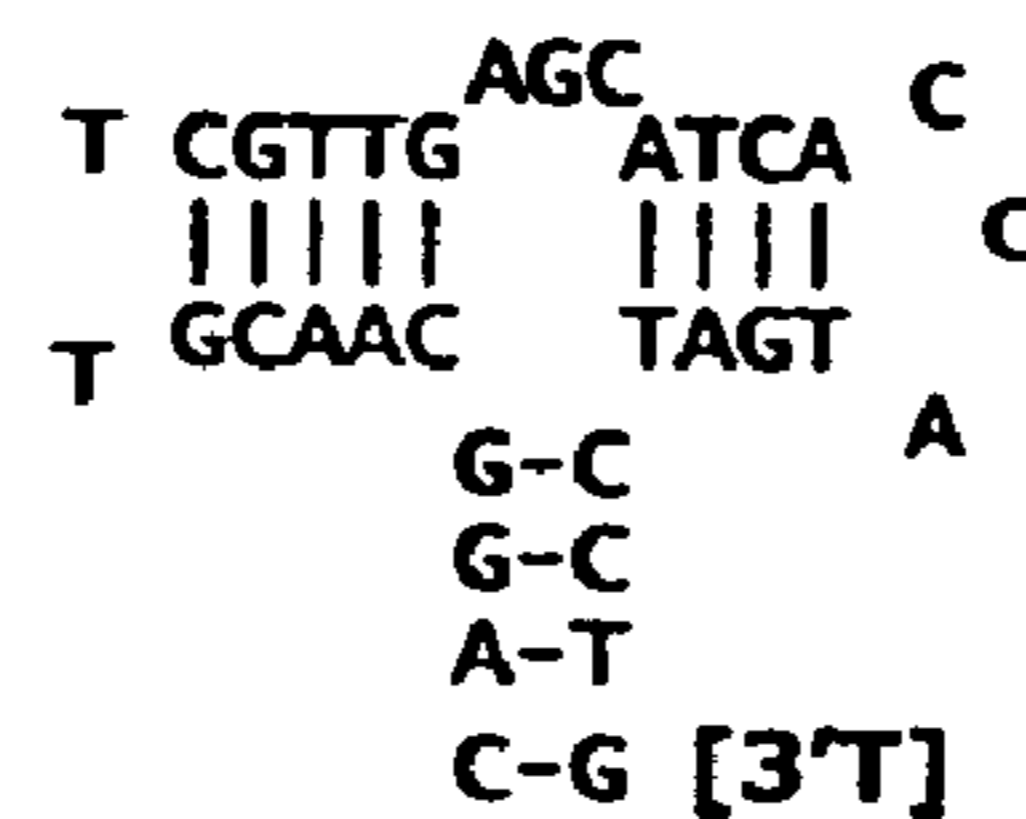 AGC
T CGTTG ATCA C
C
T GCAAC TAGT
A
G-C
G-C
A-T
C-G [3'T]